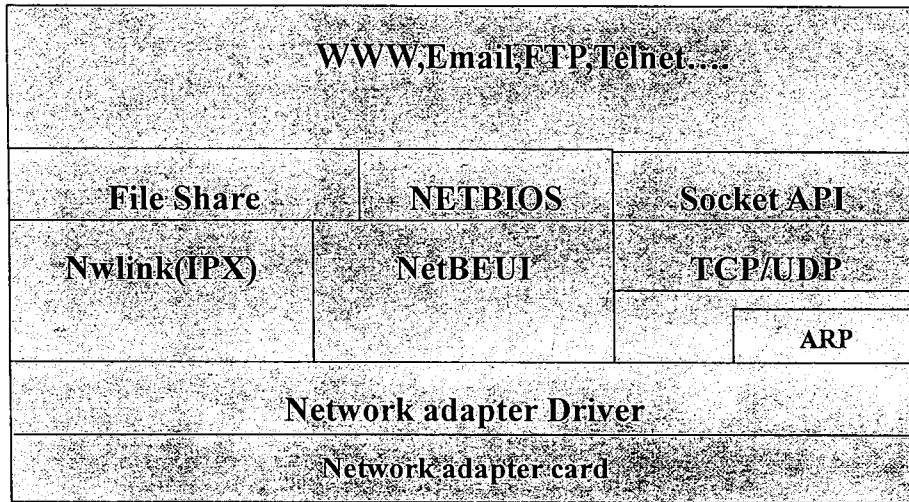 WWW,Email,FTP,Telnet....
File Share
NETBIOS
Socket API
Nwlink(IPX)
NetBEUI
TCP/UDP
ARP
Network adapter Driver
Network adapter card